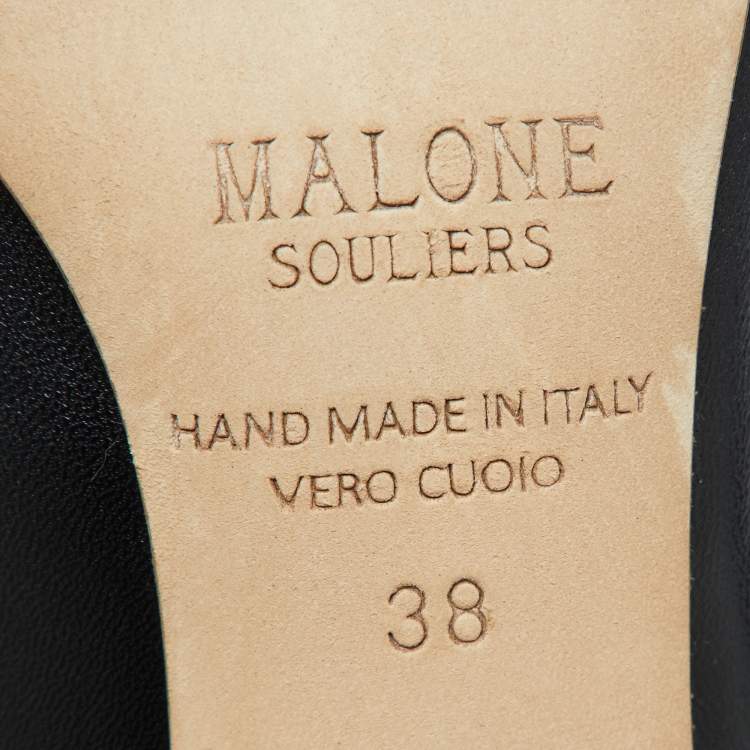 MALONE
SOULIERS
HAND MADE IN ITALY
VERO CUOIO
38